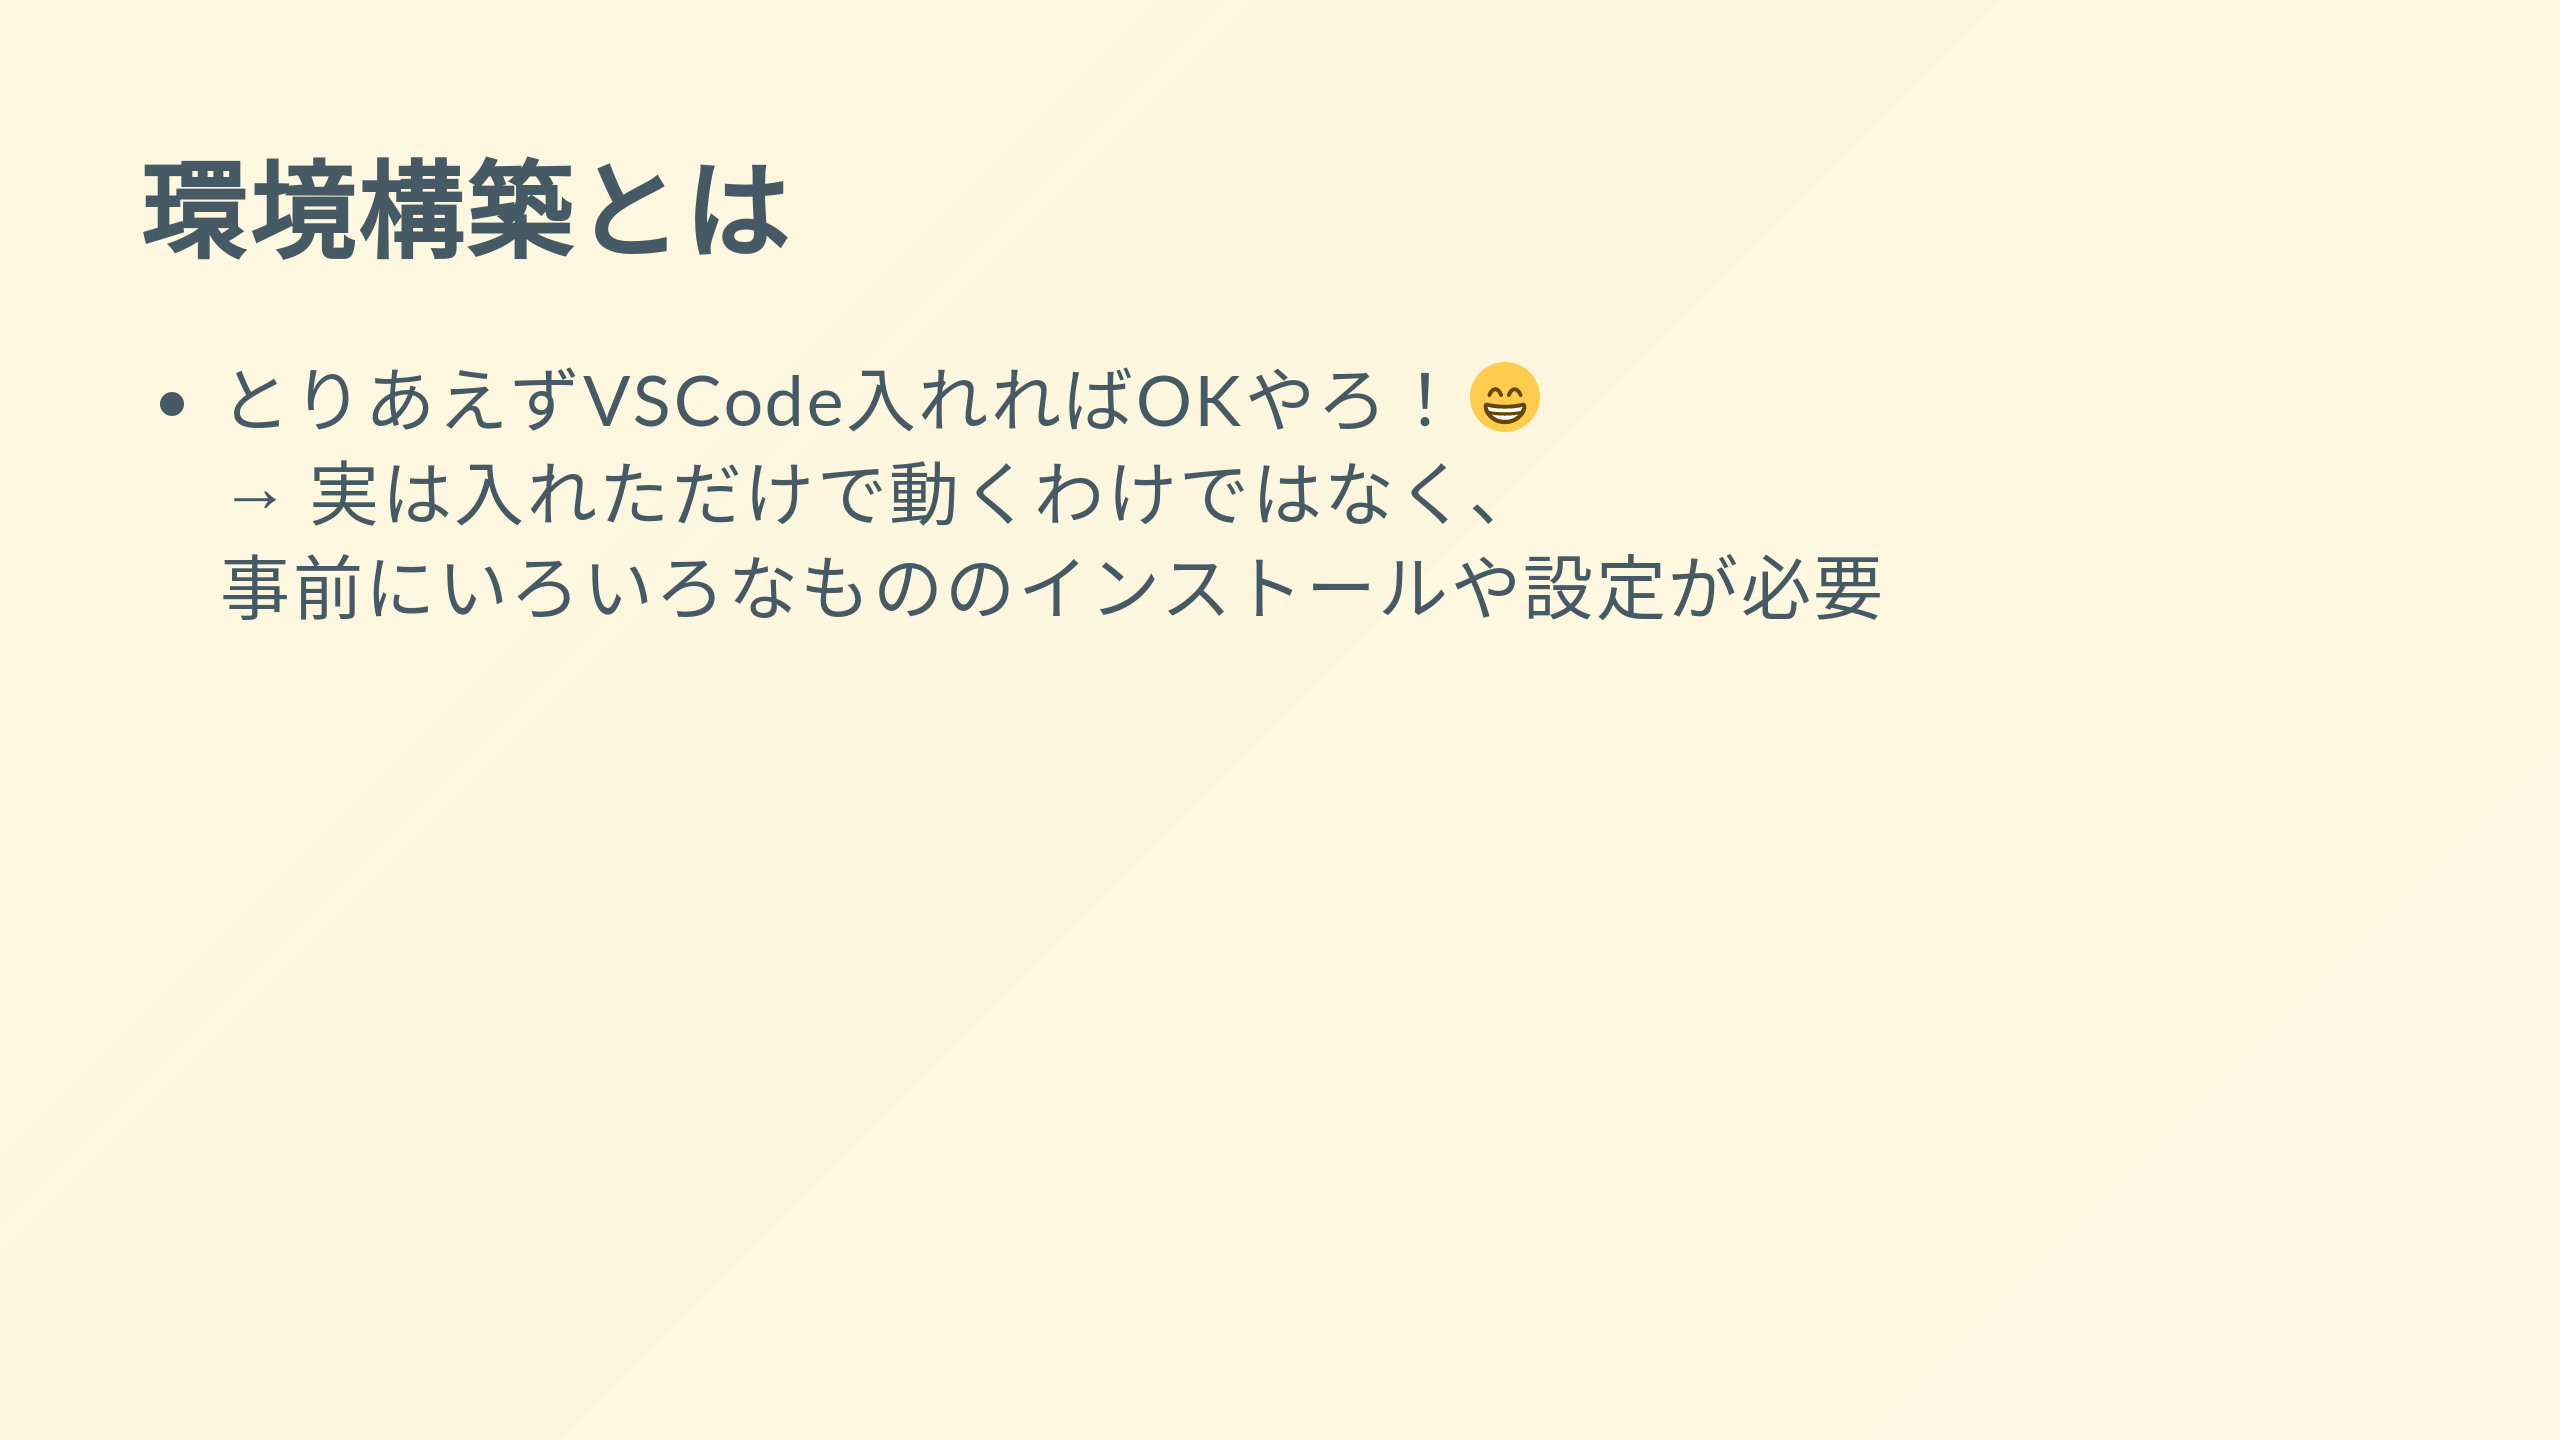 環境構築とは
• とりあえずVSCode入れればOKやろ！😁
→ 実は入れただけで動くわけではなく、
事前にいろいろなもののインストールや設定が必要